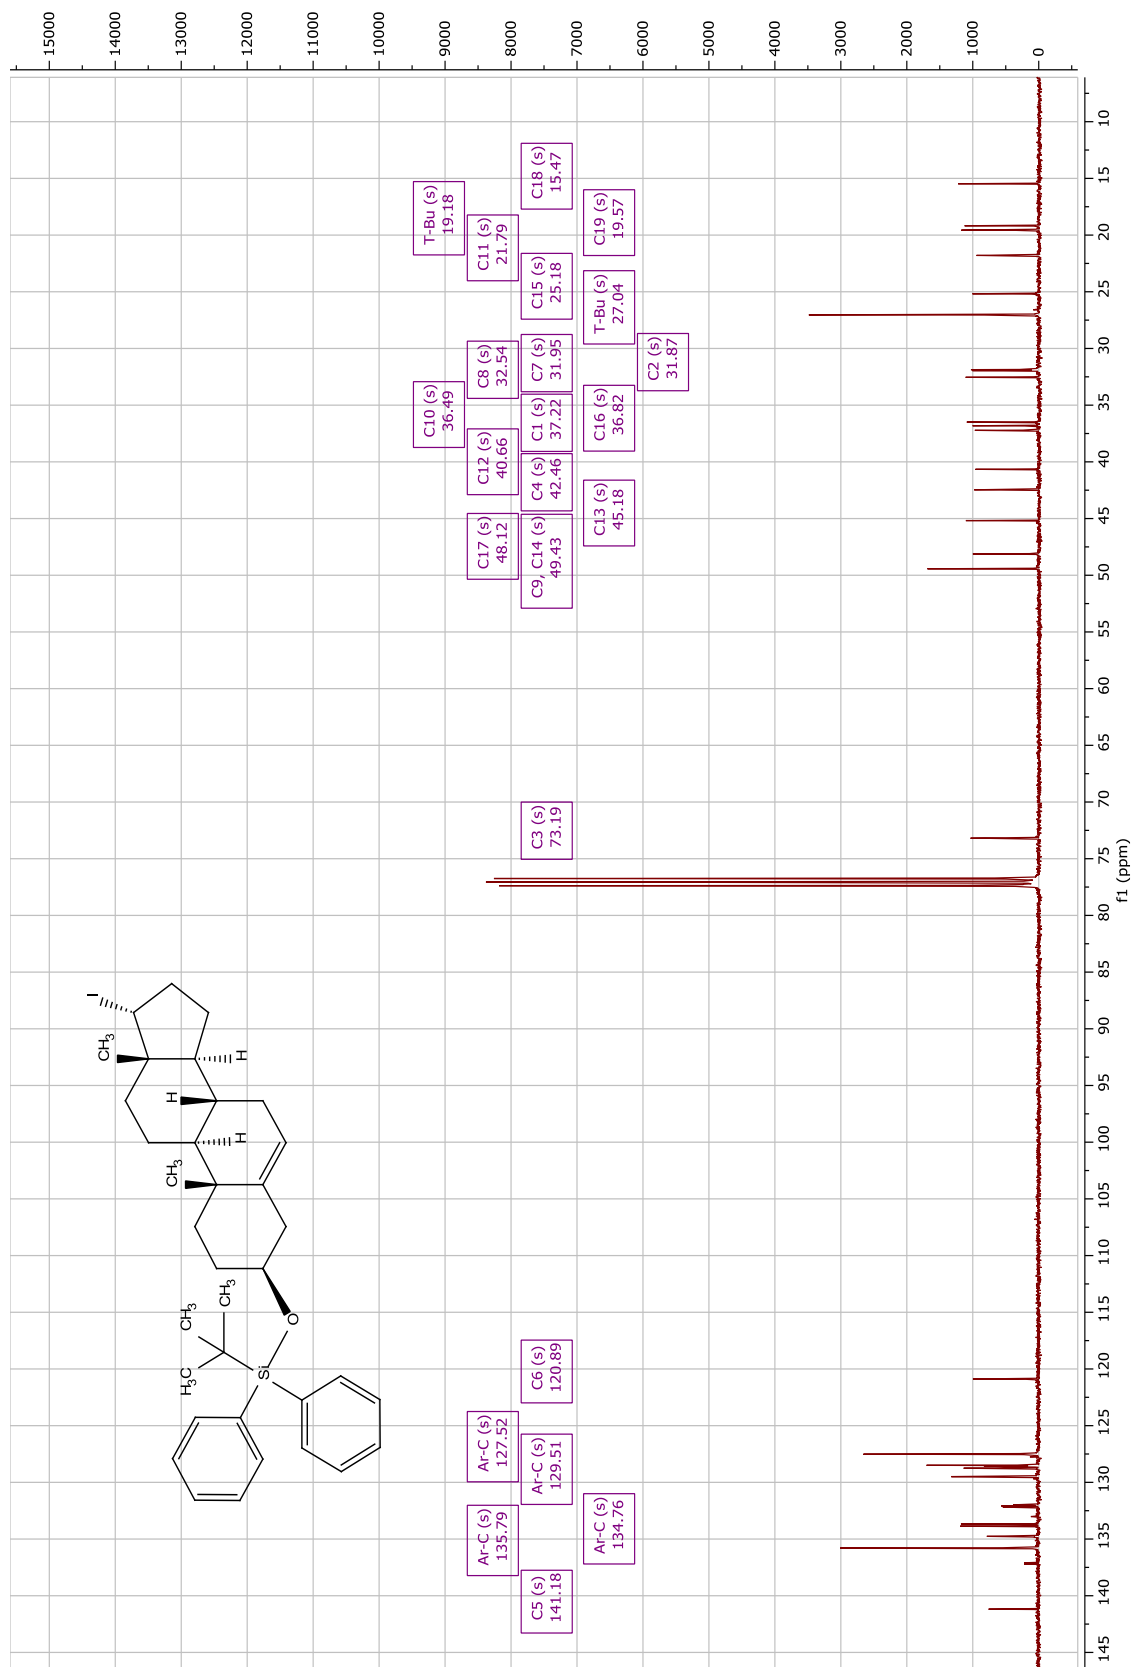 15000
14000
13000
12000
11000
10000
9000
8000
7000
6000
5000
4000
3000
2000
1000
0
T-Bu (s)
19.18
C10 (s)
36.49
C11 (s)
21.79
C8 (s)
32.54
C12 (s)
40.66
C17 (s)
48.12
Ar-C (s)
127.52
Ar-C (s)
135.79
C18 (s)
15.47
C15 (s)
25.18
C7 (s)
31.95
C1 (s)
37.22
C4 (s)
42.46
C9, C14 (s)
49.43
C3 (s)
73.19
C6 (s)
120.89
Ar-C (s)
129.51
C5 (s)
141.18
C19 (s)
19.57
T-Bu (s)
27.04
C16 (s)
36.82
C13 (s)
45.18
Ar-C (s)
134.76
C2 (s)
31.87
I
CH3
H
H
H
CH3
O
Si
CH3
CH3
H3C
145
140
135
130
125
120
115
110
105
100
95
90
85
80
75
70
65
60
55
50
45
40
35
30
25
20
15
10
f1 (ppm)